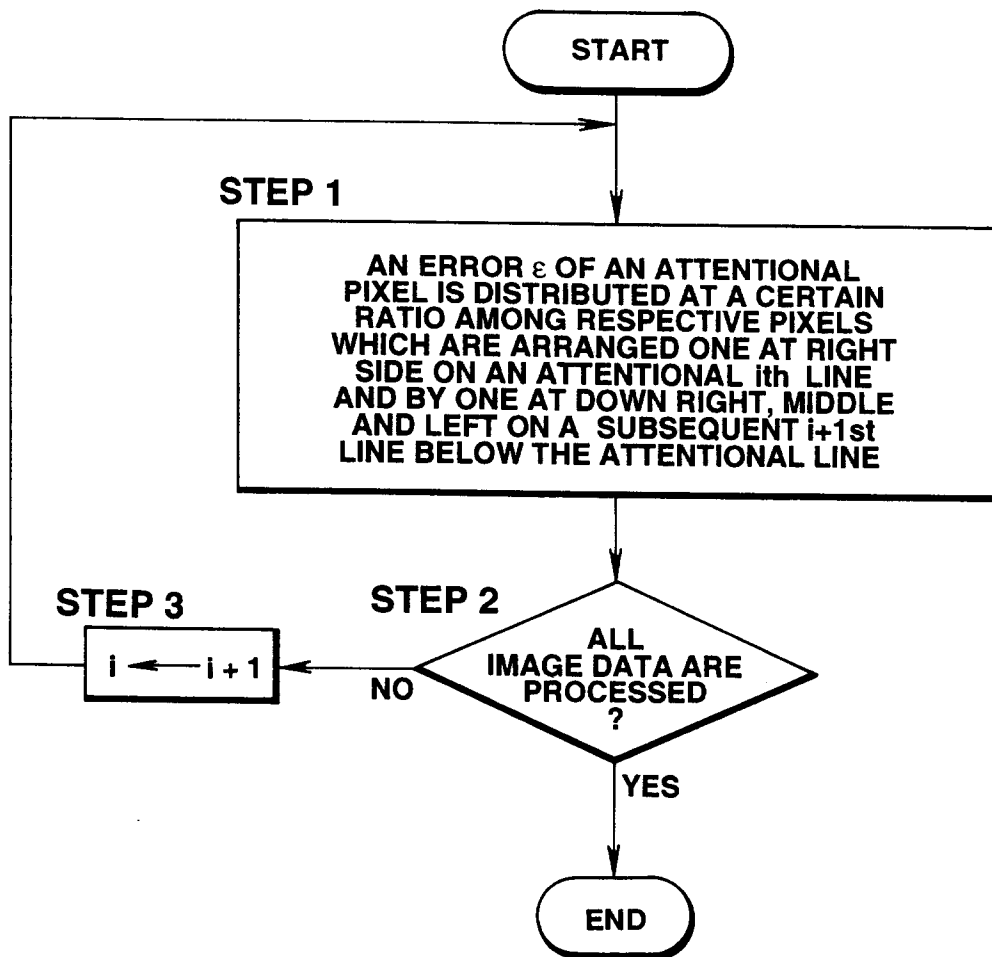 START
STEP 1
AN ERROR ε OF AN ATTENTIONAL
PIXEL IS DISTRIBUTED AT A CERTAIN
RATIO AMONG RESPECTIVE PIXELS
WHICH ARE ARRANGED ONE AT RIGHT
SIDE ON AN ATTENTIONAL ith LINE
AND BY ONE AT DOWN RIGHT, MIDDLE
AND LEFT ON A SUBSEQUENT i+1st
LINE BELOW THE ATTENTIONAL LINE
STEP 3
STEP 2
i ← i + 1
NO
ALL
IMAGE DATA ARE
PROCESSED
?
YES
END